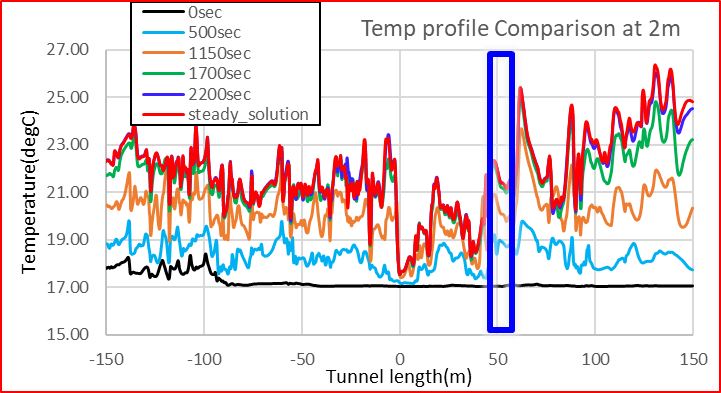 0sec
500sec
1150sec
1700sec
2200sec
steady_solution
Temp profile Comparison at 2m
27.00
25.00
23.00
21.00
19.00
17.00
15.00
Temperature(degC)
-150 -100 -50 0 50 100 150
Tunnel length(m)